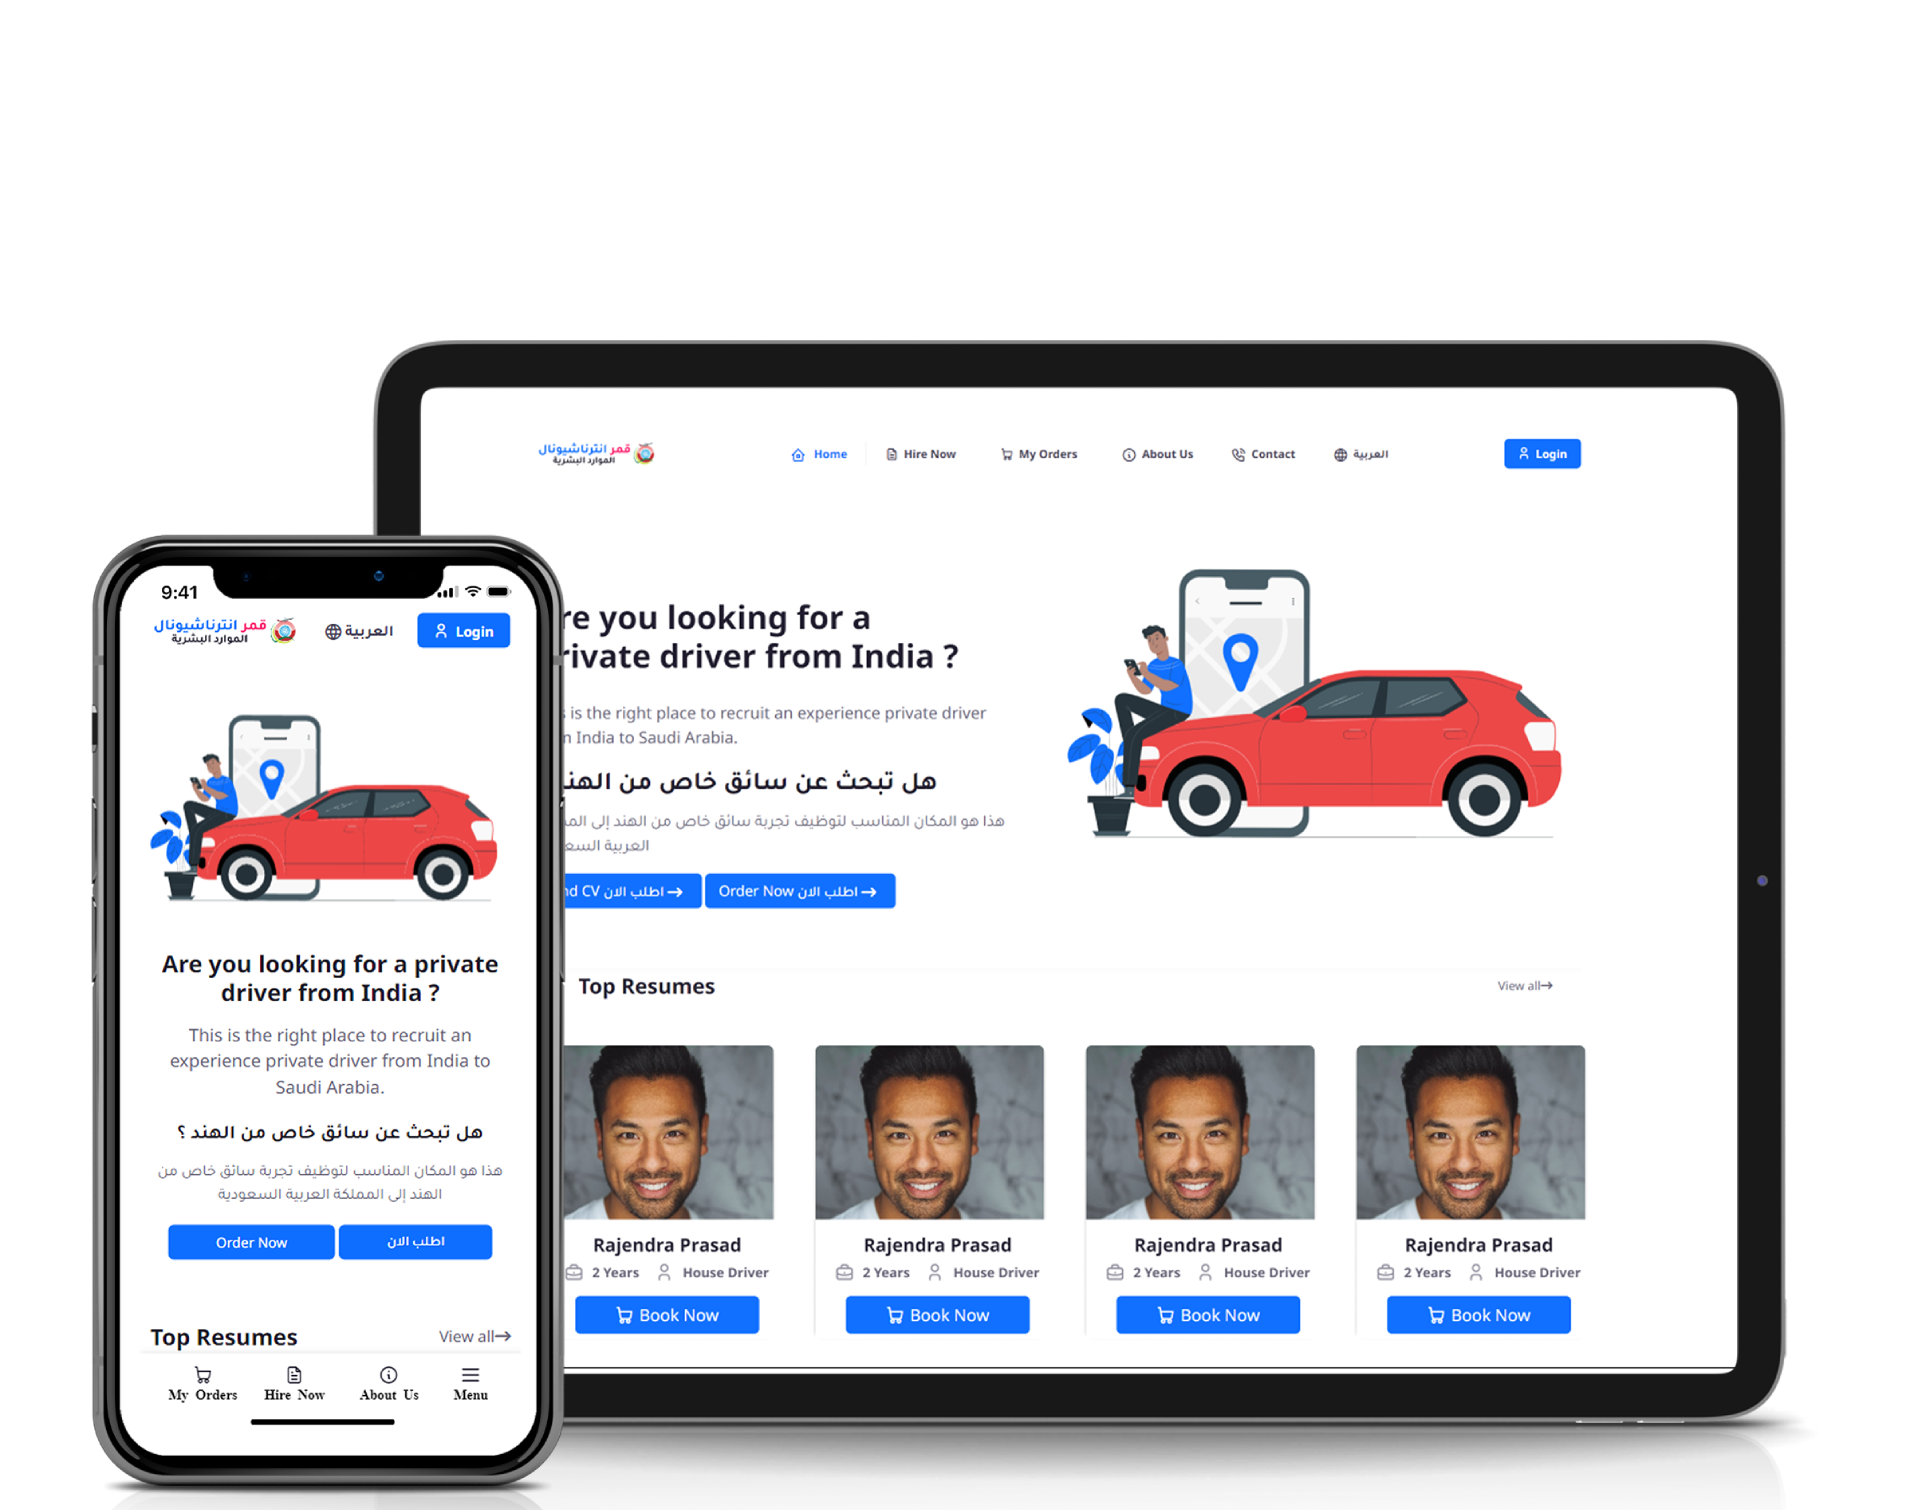 قمر انترناشيونال
الموارد البشرية
Home
Hire Now
My Orders
About Us
Contact
العربية
Login
re you looking for a
rivate driver from India ?
is the right place to recruit an experience private driver
India to Saudi Arabia.
هل تبحث عن سائق خاص من الهند
هذا هو المكان المناسب لتوظيف تجربة سائق خاص من الهند إلى
العربية
nd CV اطلب الان
Order Now اطلب الان
Top Resumes
View all
Rajendra Prasad
2 Years
House Driver
Book Now
Rajendra Prasad
2 Years
House Driver
Book Now
Rajendra Prasad
2 Years
House Driver
Book Now
Rajendra Prasad
2 Years
House Driver
Book Now
9:41
قمر انترناشيونال
الموارد البشرية
العربية
Login
Are you looking for a private
driver from India ?
This is the right place to recruit an
experience private driver from India to
Saudi Arabia.
هل تبحث عن سائق خاص من الهند ؟
هذا هو المكان المناسب لتوظيف تجربة سائق خاص من
الهند إلى المملكة العربية السعودية
Order Now
اطلب الان
Top Resumes
View all
My Orders
Hire Now
About Us
Menu